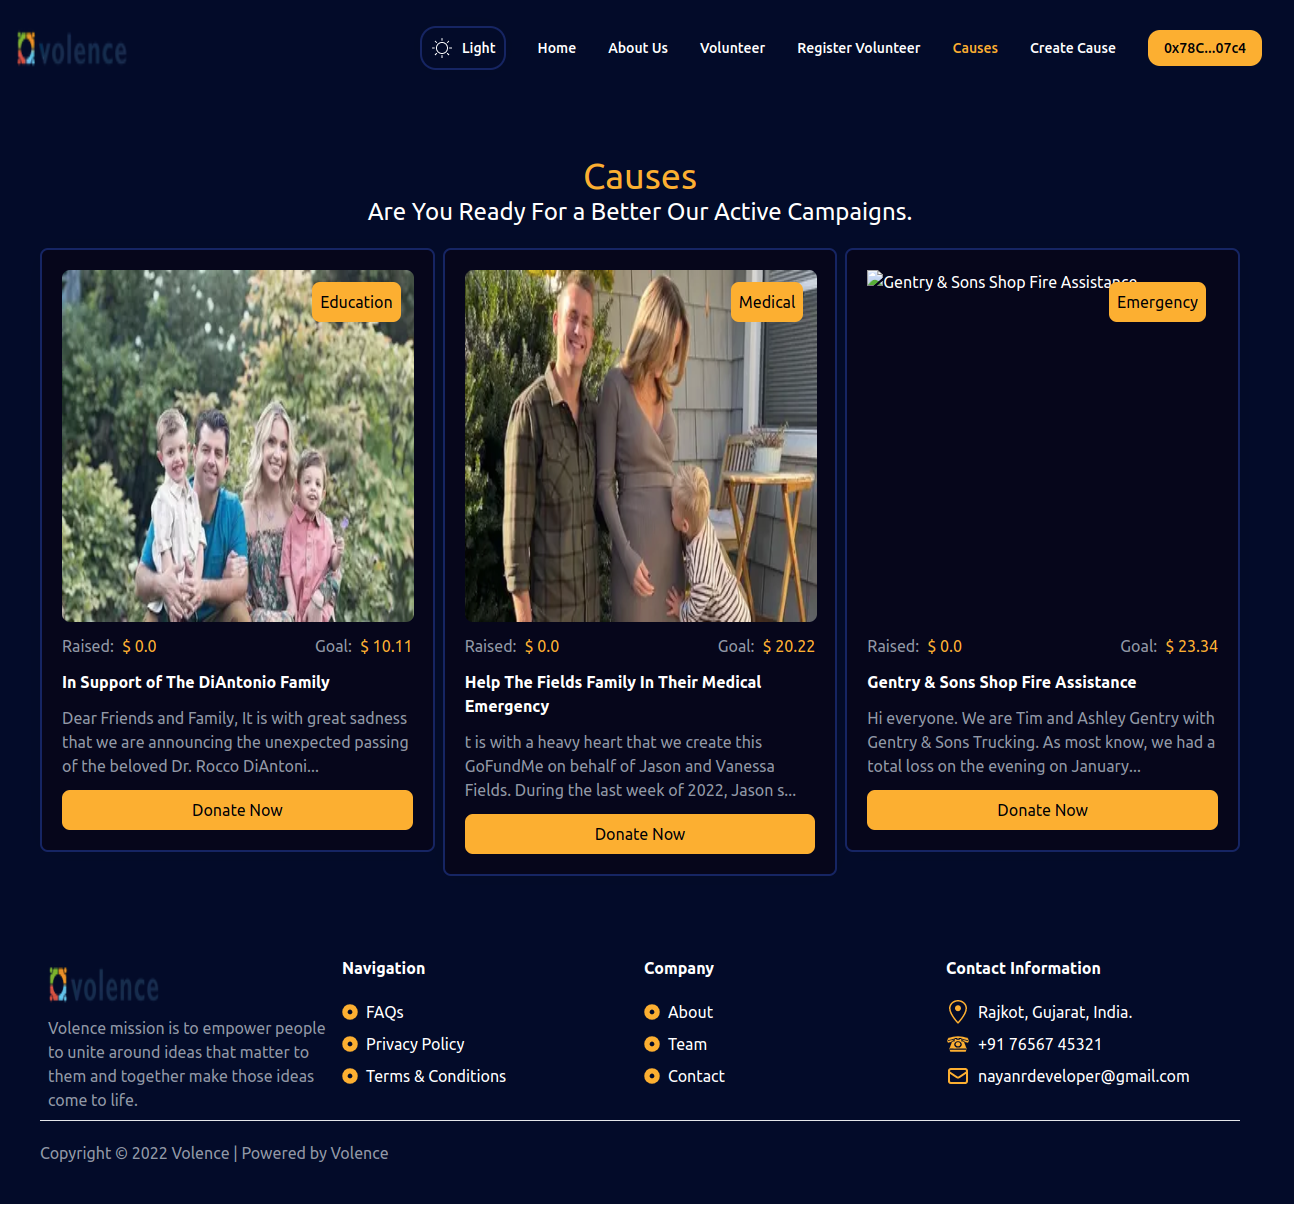 volence
Light Home About Us Volunteer Register Volunteer Causes Create Cause 0x78C...07c4
Causes
Are You Ready For a Better Our Active Campaigns.
Education
Raised: $ 0.0 Goal: $ 10.11
In Support of The DiAntonio Family
Dear Friends and Family, It is with great sadness
that we are announcing the unexpected passing
of the beloved Dr. Rocco DiAntoni...
Donate Now
Medical
Raised: $ 0.0 Goal: $ 20.22
Help The Fields Family In Their Medical
Emergency
t is with a heavy heart that we create this
GoFundMe on behalf of Jason and Vanessa
Fields. During the last week of 2022, Jason s...
Donate Now
Gentry & Sons Shop Fire Assistance
Emergency
Raised: $ 0.0 Goal: $ 23.34
Gentry & Sons Shop Fire Assistance
Hi everyone. We are Tim and Ashley Gentry with
Gentry & Sons Trucking. As most know, we had a
total loss on the evening on January...
Donate Now
volence
Volence mission is to empower people
to unite around ideas that matter to
them and together make those ideas
come to life.
Navigation
FAQs
Privacy Policy
Terms & Conditions
Company
About
Team
Contact
Contact Information
Rajkot, Gujarat, India.
+91 76567 45321
nayanrdeveloper@gmail.com
Copyright © 2022 Volence | Powered by Volence